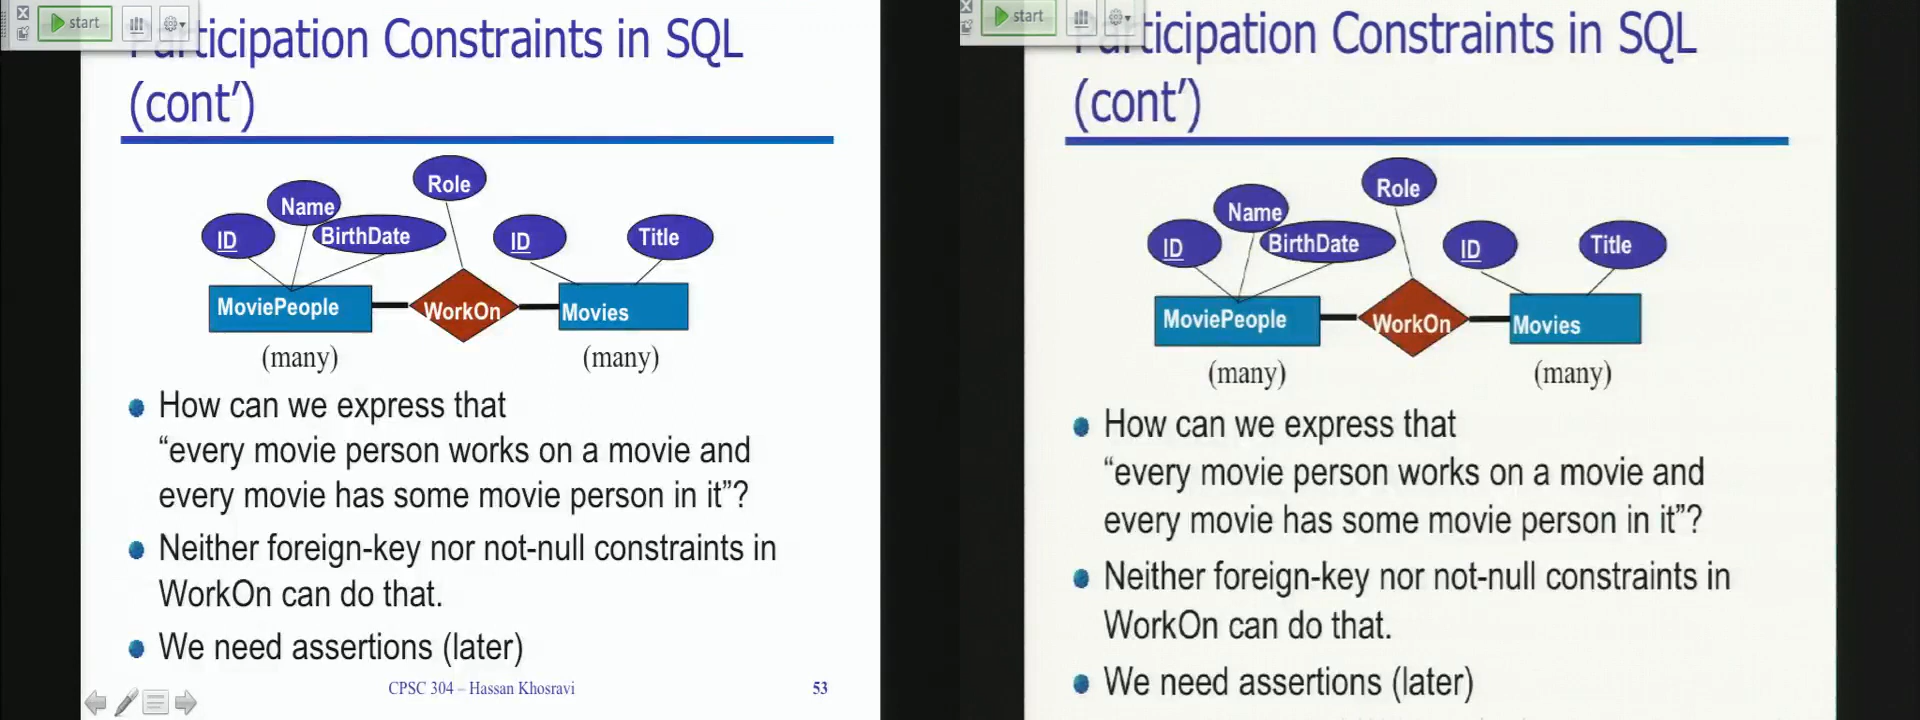 start
Participation Constraints in SQL
(cont’)
Role
Name
ID
BirthDate
ID
Title
MoviePeople
WorkOn
Movies
(many)
(many)
How can we express that
“every movie person works on a movie and
every movie has some movie person in it”?
Neither foreign-key nor not-null constraints in
WorkOn can do that.
We need assertions (later)
CPSC 304 – Hassan Khosravi
53
start
Participation Constraints in SQL
(cont’)
Role
Name
ID
BirthDate
ID
Title
MoviePeople
WorkOn
Movies
(many)
(many)
How can we express that
“every movie person works on a movie and
every movie has some movie person in it”?
Neither foreign-key nor not-null constraints in
WorkOn can do that.
We need assertions (later)